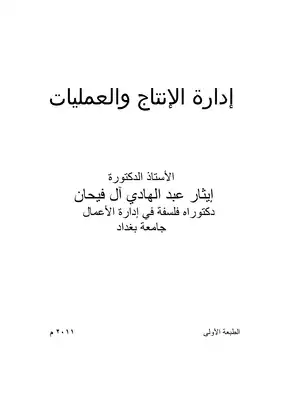 إدارة الإنتاج والعمليات
الأستاذ الدكتورة
إيثار عبد الهادي آل فيحان
دكتوراه فلسفة في إدارة الأعمال
جامعة بغداد
الطبعة الاولى
٢٠١١ م